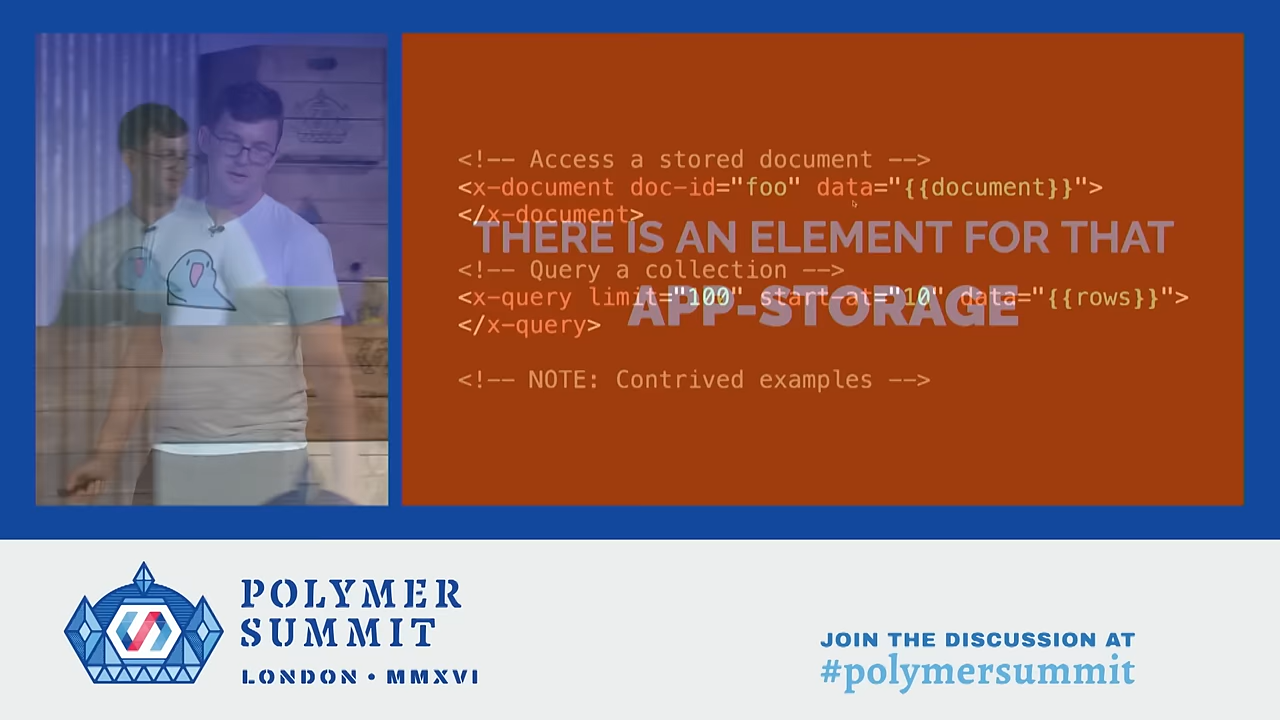 <!-- Access a stored document -->
<x-document doc-id="foo" data="{{document}}">
</x-document>
THERE IS AN ELEMENT FOR THAT
<!-- Query a collection -->
<x-query limit="100" start-at="10" data="{{rows}}">
APP-STORAGE
</x-query>
<!-- NOTE: Contrived examples -->
POLYMER
SUMMIT
LONDON • MMXVI
JOIN THE DISCUSSION AT
#polymersummit